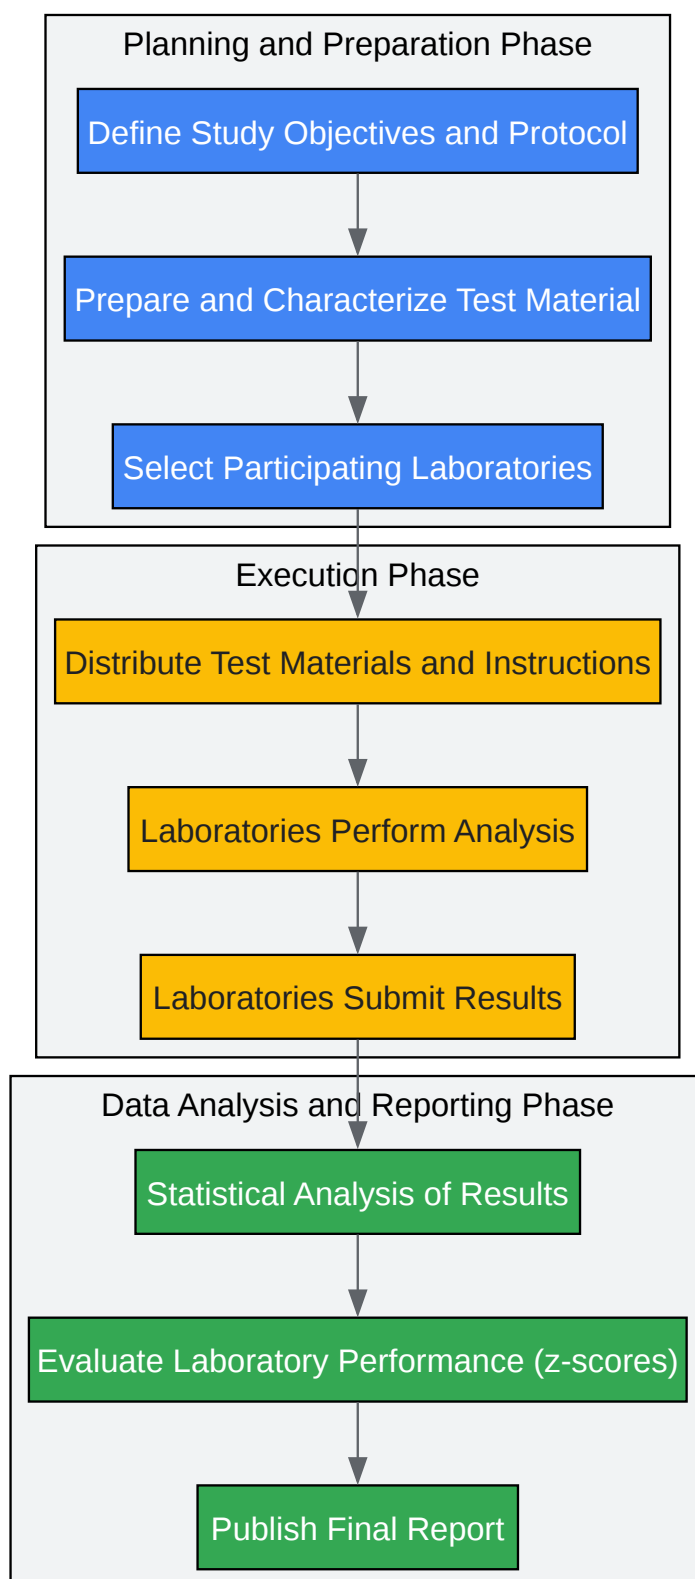 Planning and Preparation Phase
Define Study Objectives and Protocol
Prepare and Characterize Test Material
Select Participating Laboratories
Execution Phase
Distribute Test Materials and Instructions
Laboratories Perform Analysis
Laboratories Submit Results
Data Analysis and Reporting Phase
Statistical Analysis of Results
Evaluate Laboratory Performance (z-scores)
Publish Final Report